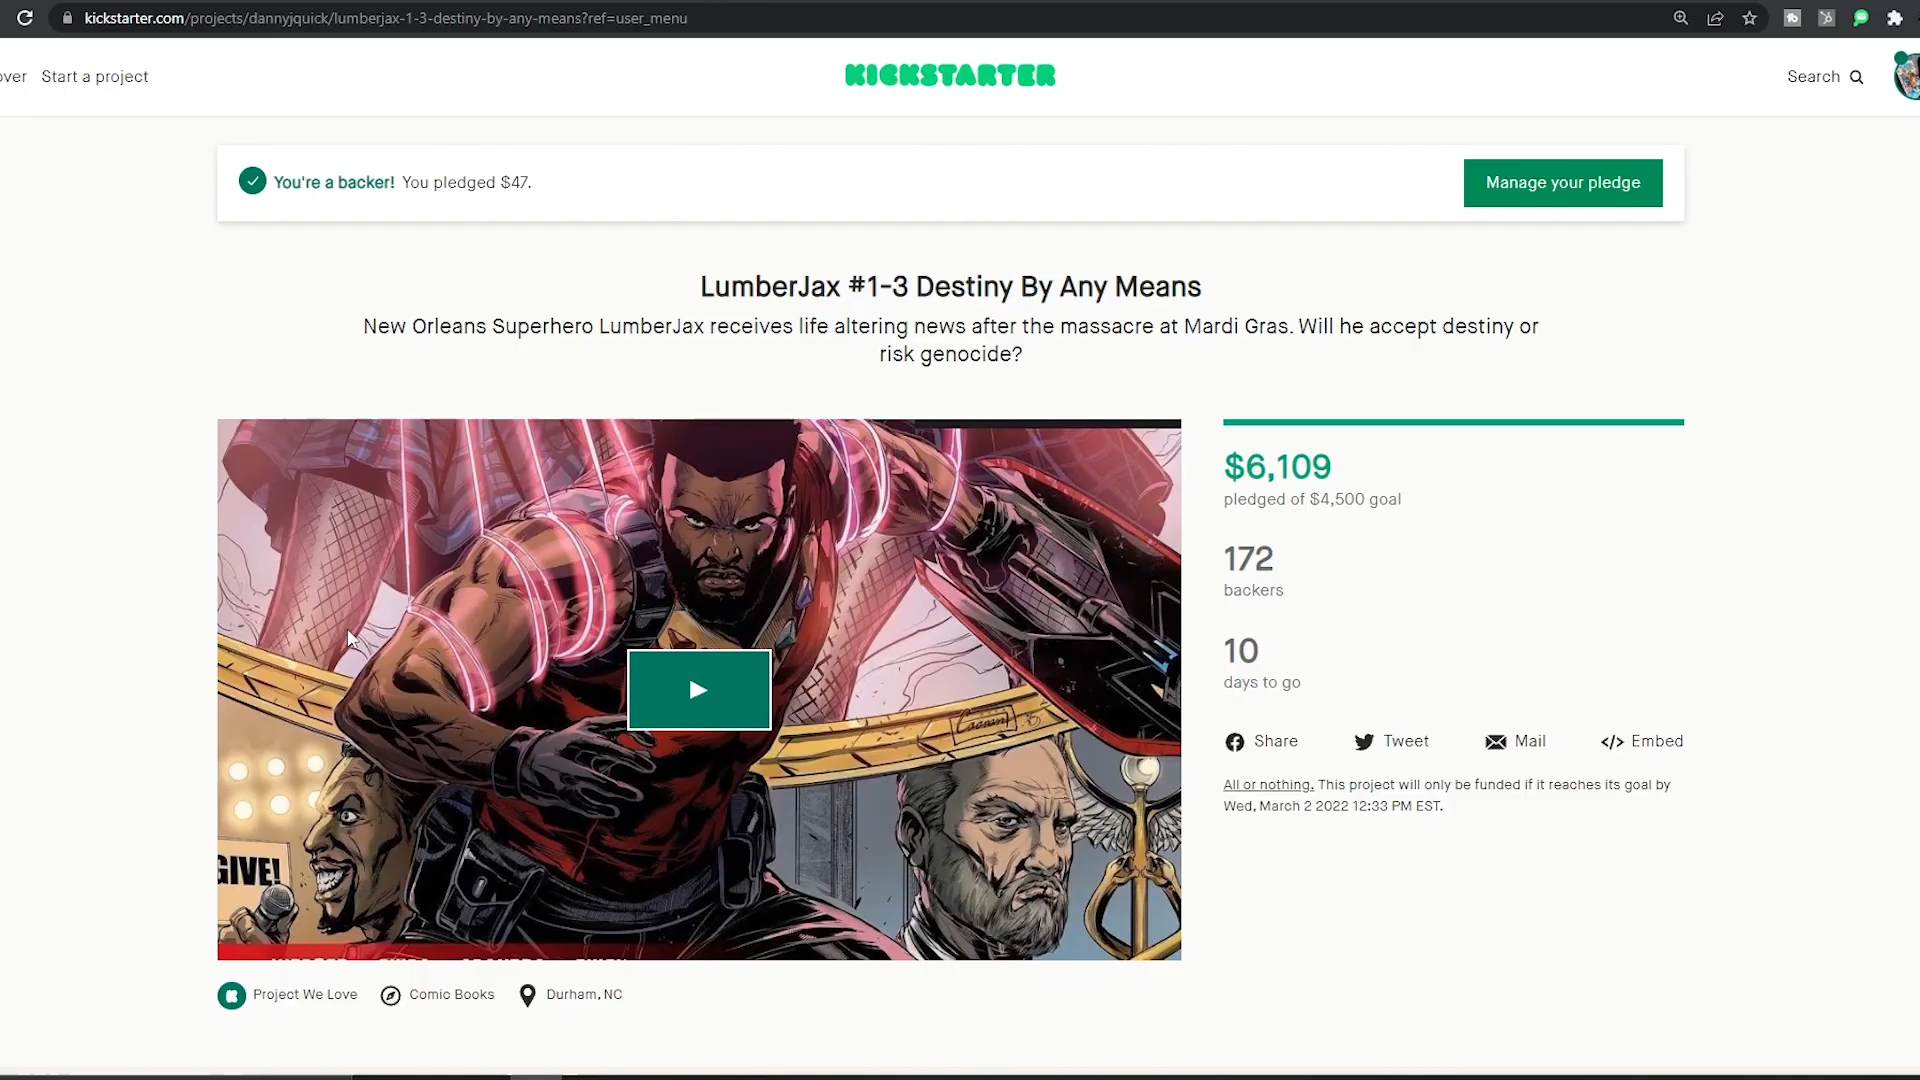 kickstarter.com/projects/dannyjquick/lumberjax-1-3-destiny-by-any-means?ref=user_menu
over Start a project
KICKSTARTER
Search
You're a backer! You pledged $47.
Manage your pledge
LumberJax #1-3 Destiny By Any Means
New Orleans Superhero LumberJax receives life altering news after the massacre at Mardi Gras. Will he accept destiny or
risk genocide?
$6,109
pledged of $4,500 goal
172
backers
10
days to go
Share Tweet Mail </> Embed
All or nothing. This project will only be funded if it reaches its goal by
Wed, March 2 2022 12:33 PM EST.
GIVE!
Project We Love Comic Books Durham, NC